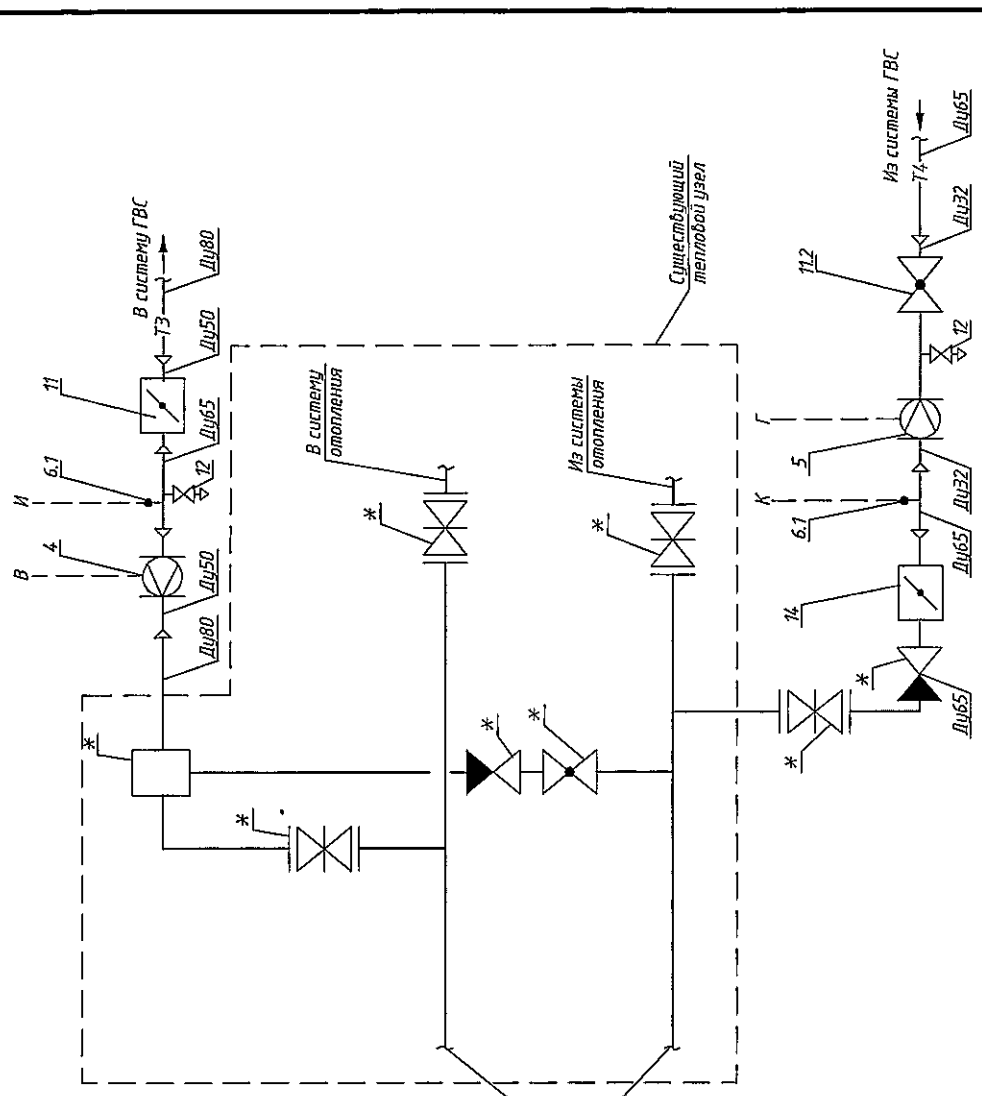 В систему ГВС
Т3
Ду80
Ду50
11
Ду65
12
6.1
И
4
В
Ду50
Ду80
*
*
В систему
отопления
*
Существующий
тепловой узел
Из системы
отопления
*
*
*
Из системы ГВС
Т4
Ду65
Ду32
11.2
12
Г
5
Ду32
К
6.1
Ду65
14
*
Ду65
*